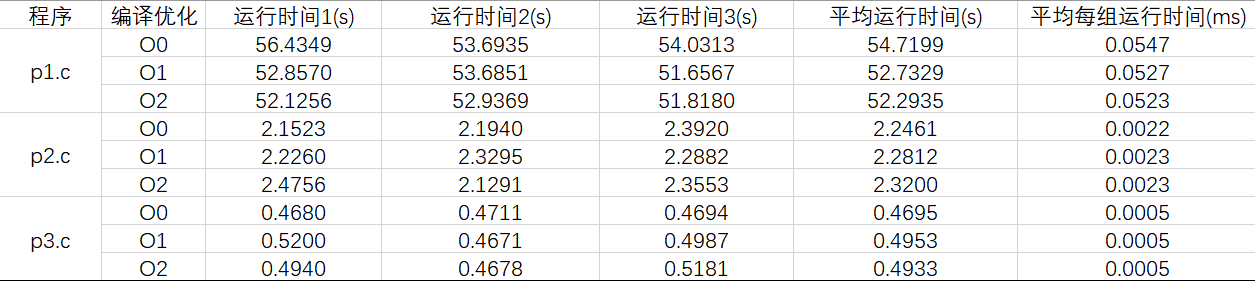 程序 编译优化 运行时间1(s) 运行时间2(s) 运行时间3(s) 平均运行时间(s) 平均每组运行时间(ms)
p1.c O0 56.4349 53.6935 54.0313 54.7199 0.0547
O1 52.8570 53.6851 51.6567 52.7329 0.0527
O2 52.1256 52.9369 51.8180 52.2935 0.0523
p2.c O0 2.1523 2.1940 2.3920 2.2461 0.0022
O1 2.2260 2.3295 2.2882 2.2812 0.0023
O2 2.4756 2.1291 2.3553 2.3200 0.0023
p3.c O0 0.4680 0.4711 0.4694 0.4695 0.0005
O1 0.5200 0.4671 0.4987 0.4953 0.0005
O2 0.4940 0.4678 0.5181 0.4933 0.0005